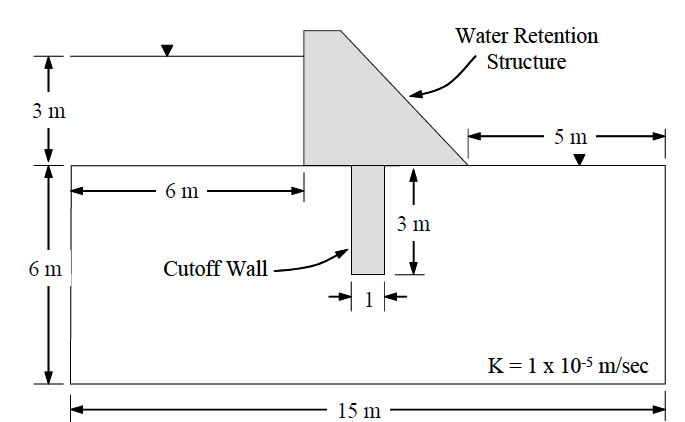 Water Retention
Structure
3 m
5 m
6 m
3 m
6 m
Cutoff Wall
1
K = 1 x 10⁻⁵ m/sec
15 m